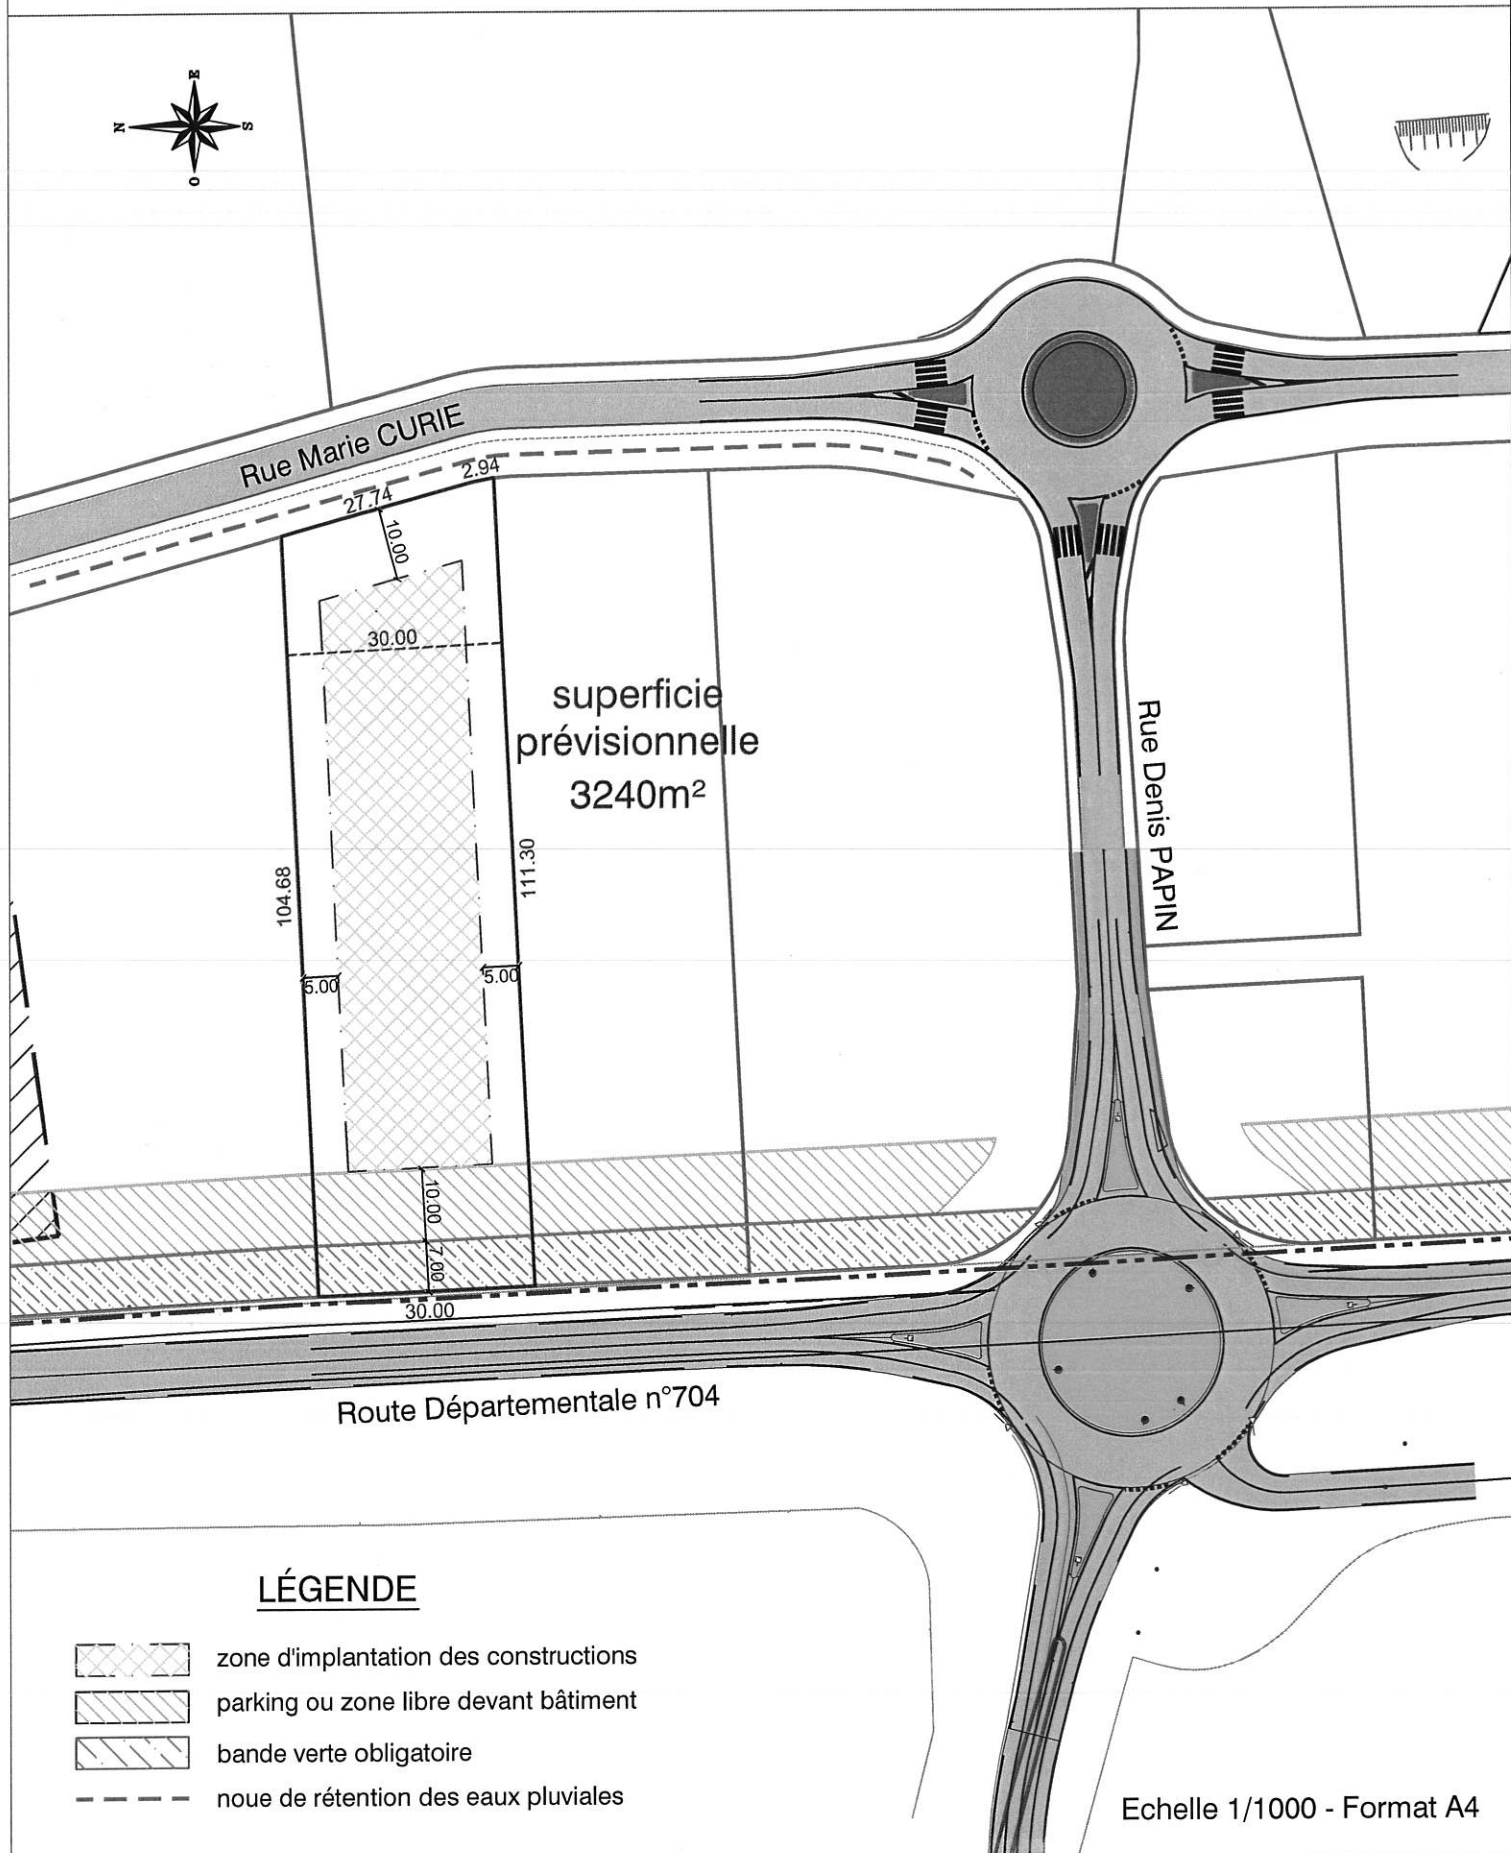 E
N
S
O
Rue Marie CURIE
2.94
27.74
10.00
30.00
superficie
prévisionnelle
3240m²
Rue Denis PAPIN
104.68
111.30
5.00
5.00
10.00
7.00
30.00
Route Départementale n°704
LÉGENDE
zone d'implantation des constructions
parking ou zone libre devant bâtiment
bande verte obligatoire
noue de rétention des eaux pluviales
Echelle 1/1000 - Format A4